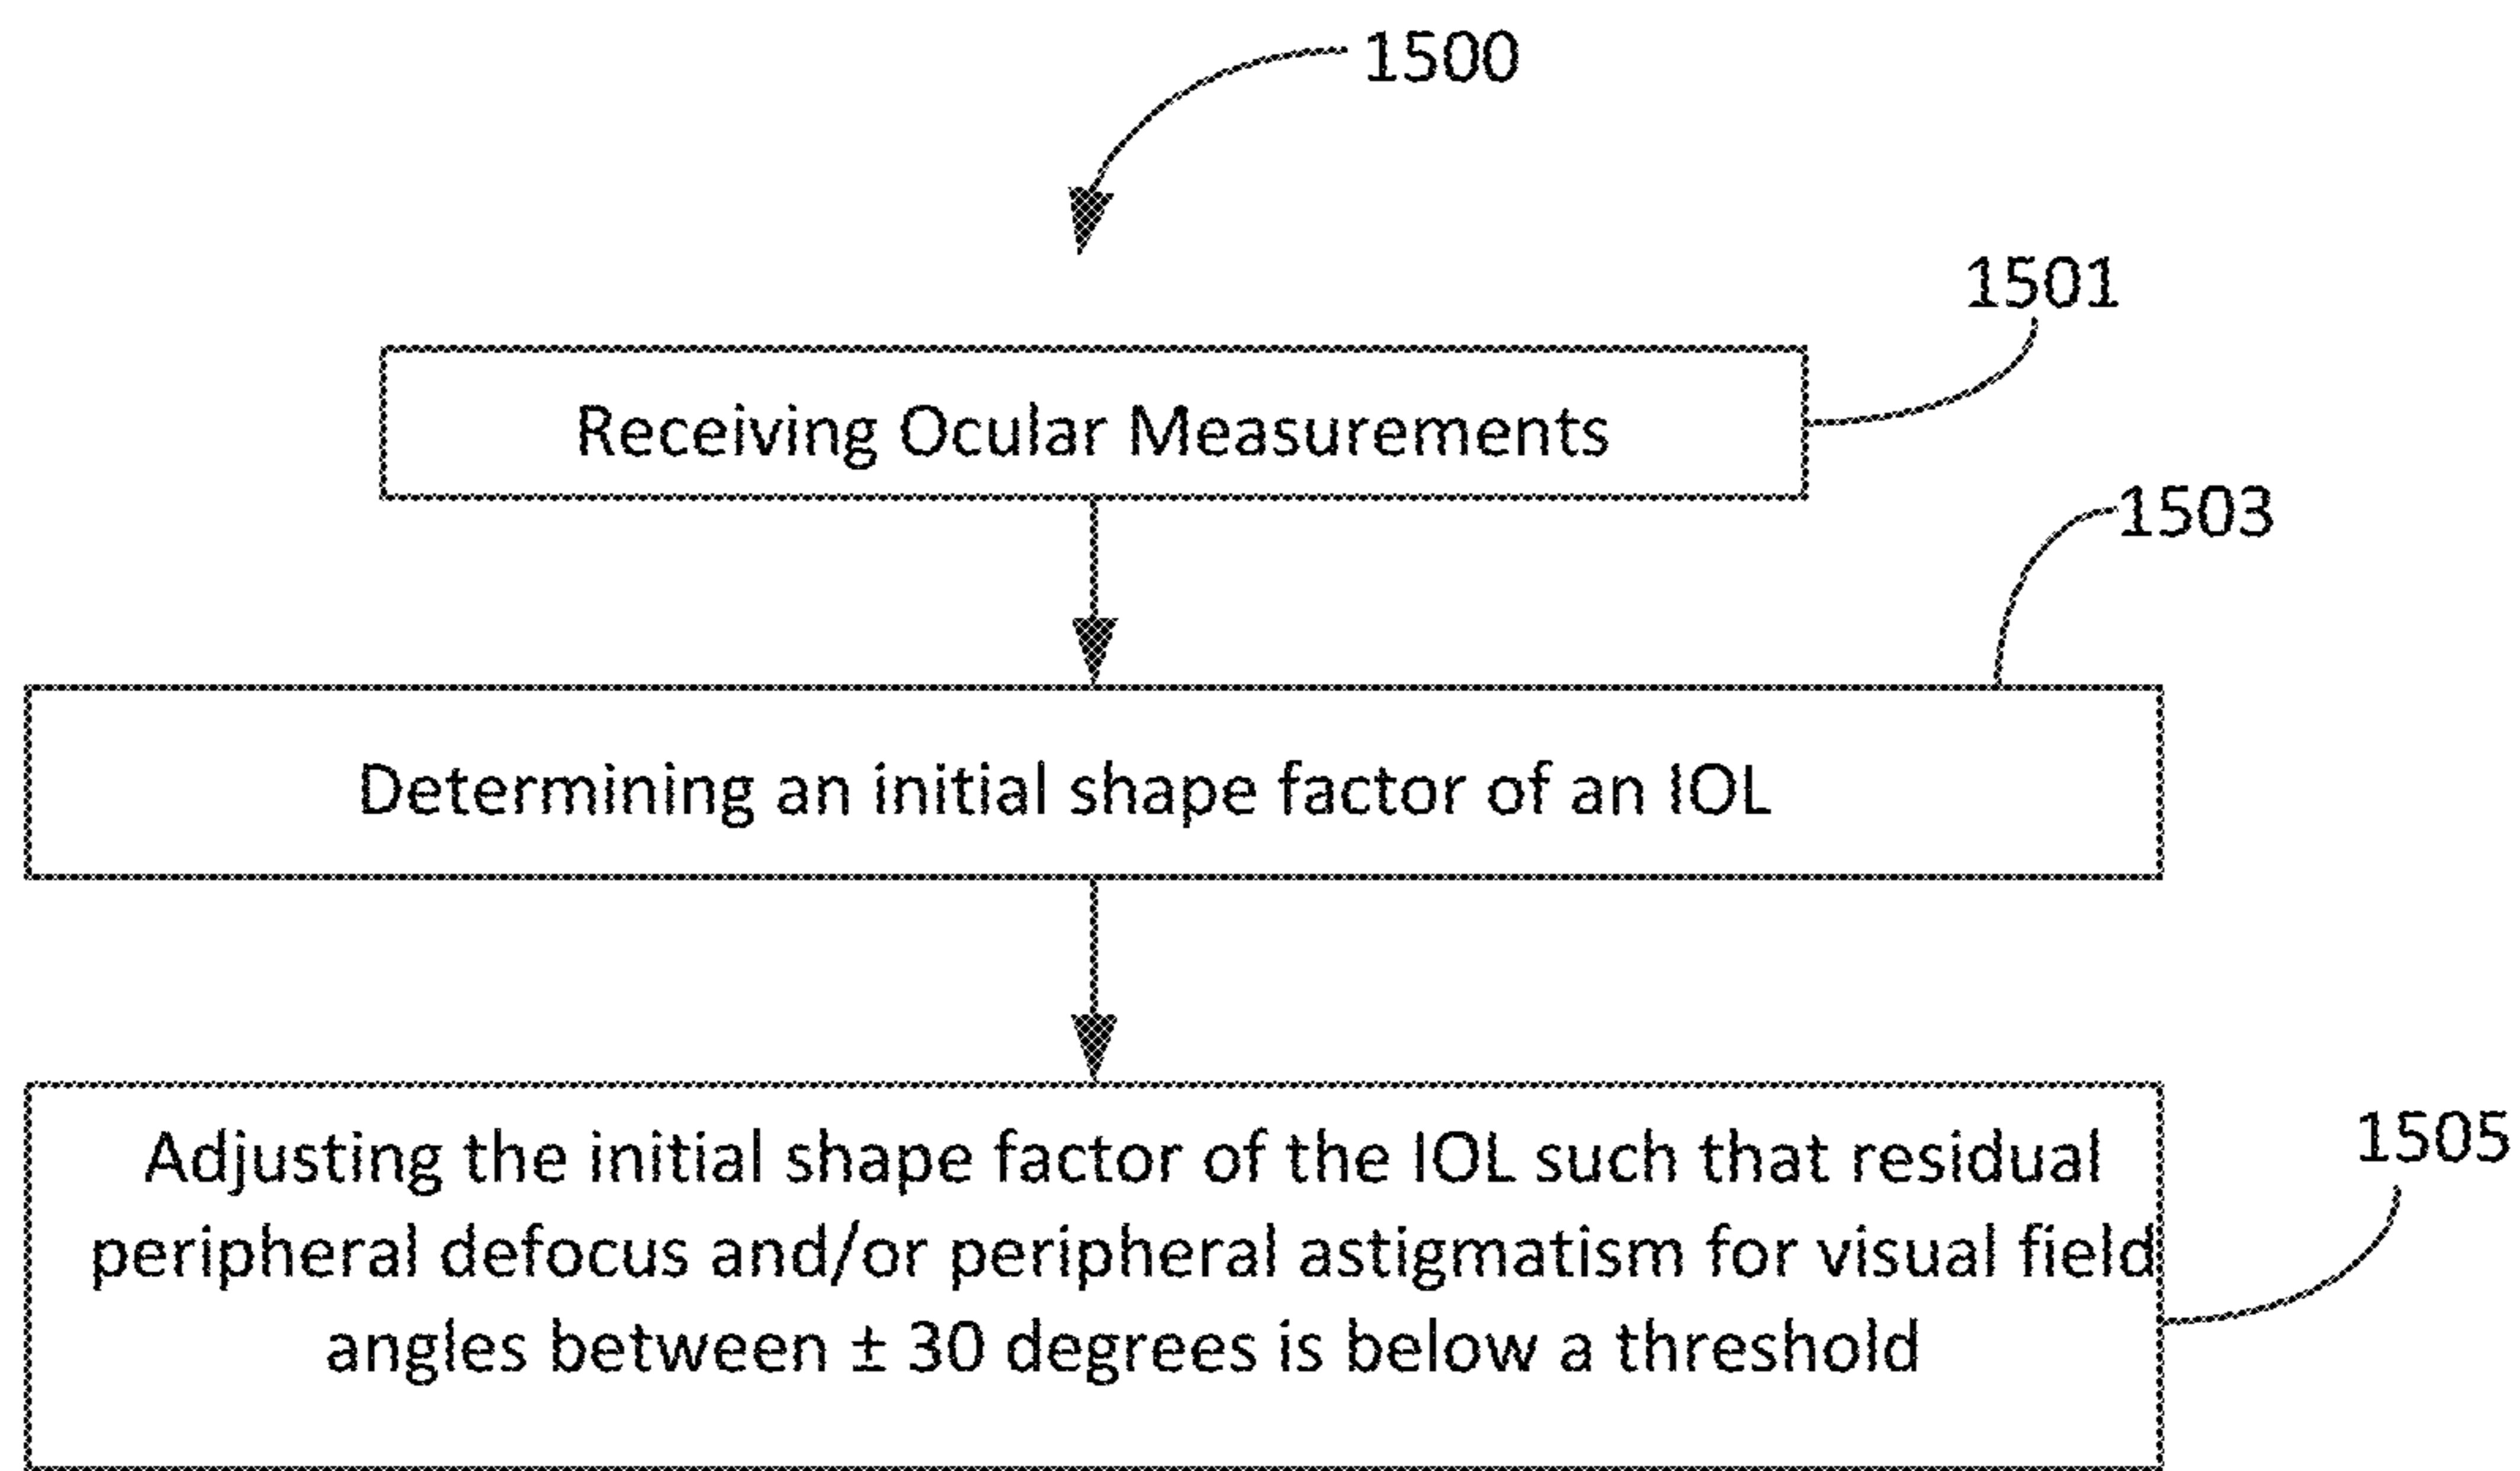 1500
1501
Receiving Ocular Measurements
1503
Determining an initial shape factor of an IOL
Adjusting the initial shape factor of the IOL such that residual
1505
peripheral defocus and/or peripheral astigmatism for visual field
angles between ± 30 degrees is below a threshold